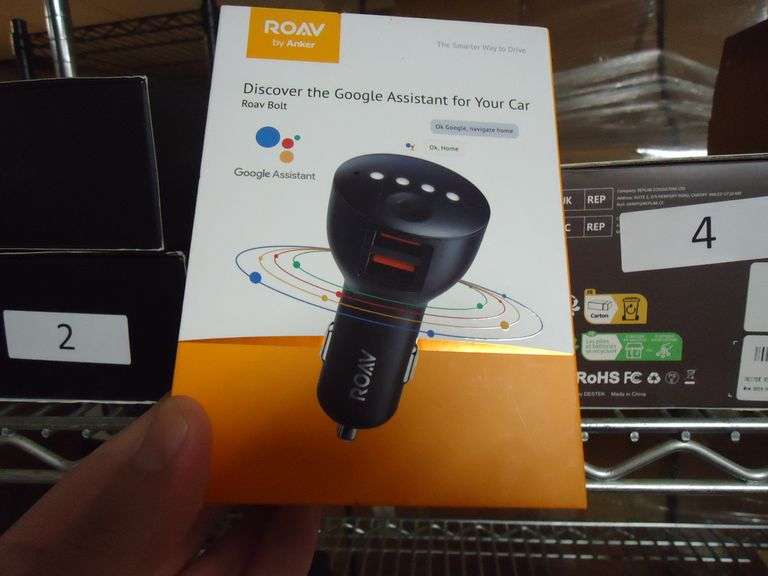 ROAV
by Anker
The Smarter Way to Drive
Discover the Google Assistant for Your Car
Roav Bolt
Ok Google, navigate home
Ok, Home
Google Assistant
ROAV
2
REP
REP
4
Carton
RoHS FC
Made in China